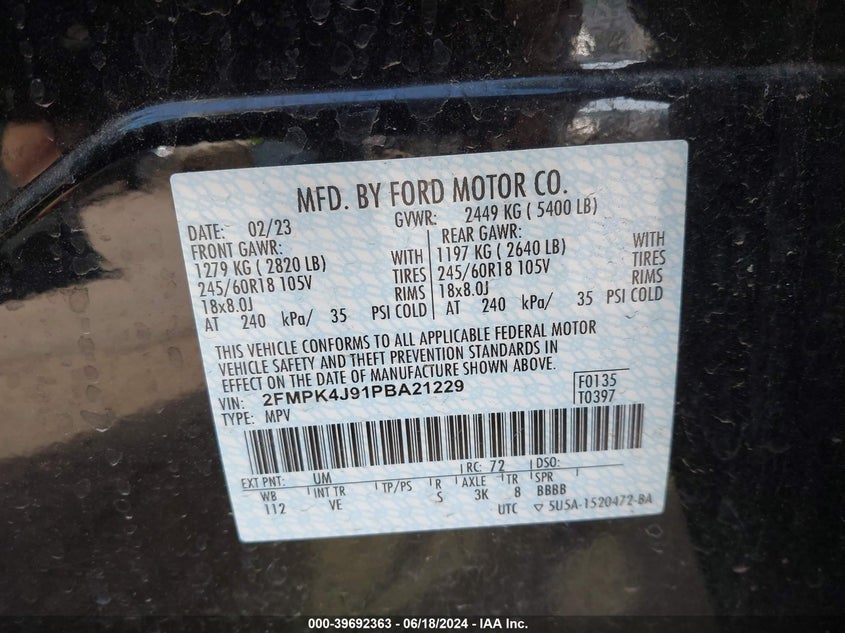 MFD. BY FORD MOTOR CO.
DATE: 02/23 GVWR: 2449 KG ( 5400 LB)
FRONT GAWR: REAR GAWR:
1279 KG ( 2820 LB) WITH 1197 KG ( 2640 LB) WITH
245/60R18 105V TIRES 245/60R18 105V TIRES
18x8.0J RIMS 18x8.0J RIMS
AT 240 kPa/ 35 PSI COLD AT 240 kPa/ 35 PSI COLD
THIS VEHICLE CONFORMS TO ALL APPLICABLE FEDERAL MOTOR
VEHICLE SAFETY AND THEFT PREVENTION STANDARDS IN
EFFECT ON THE DATE OF MANUFACTURE SHOWN ABOVE.
VIN: 2FMPK4J91PBA21229 F0135
TYPE: MPV T0397
EXT PNT: UM RC: 72 DSO:
WB INT TR TP/PS R AXLE TR SPR
112 VE S 3K 8 BBBB
UTC ▽ 5U5A-1520472-BA
000-39692363 - 06/18/2024 - IAA Inc.